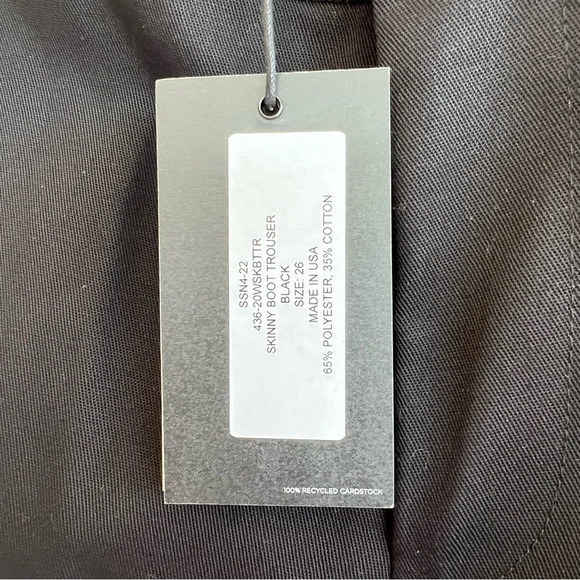 SSN4-22
436-20WSKBTTR
SKINNY BOOT TROUSER
BLACK
SIZE: 26
MADE IN USA
65% POLYESTER, 35% COTTON
100% RECYCLED CARDSTOCK